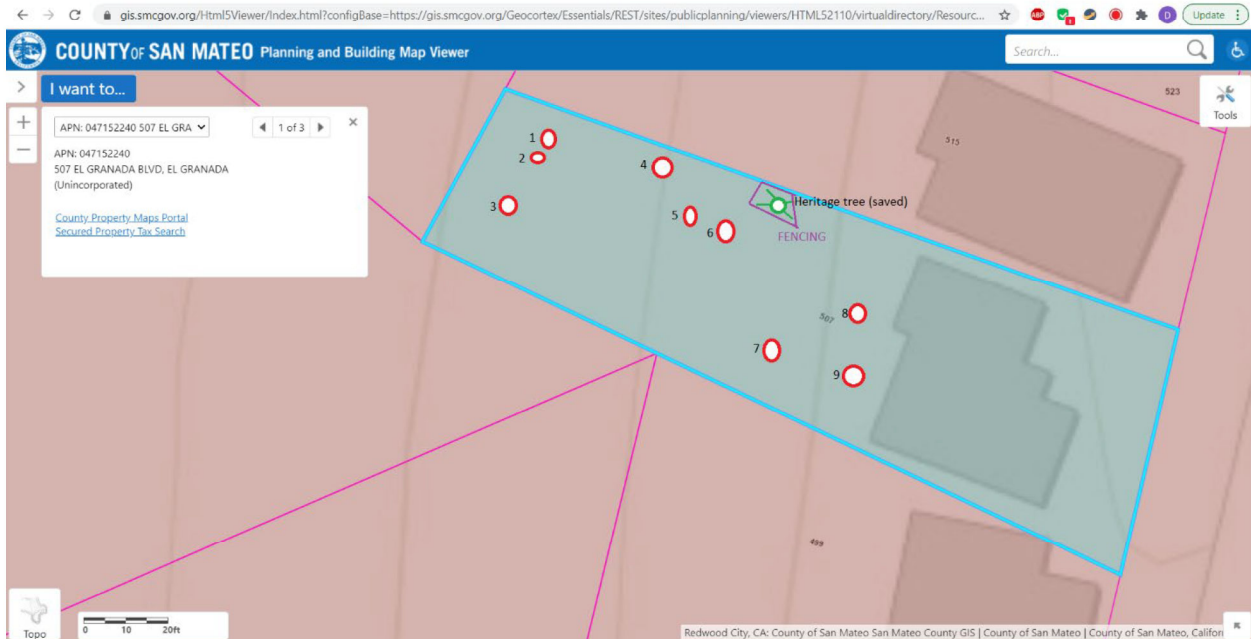 gis.smcgov.org/Html5Viewer/Index.html?configBase=https://gis.smcgov.org/Geocortex/Essentials/REST/sites/publicplanning/viewers/HTML52110/virtualdirectory/Resourc...
ABP
1
D
Update
COUNTY OF SAN MATEO Planning and Building Map Viewer
Search...
I want to...
Tools
APN: 047152240 507 EL GRA
1 of 3
APN: 047152240
507 EL GRANADA BLVD, EL GRANADA
(Unincorporated)
County Property Maps Portal
Secured Property Tax Search
523
515
1
2
3
4
5
6
Heritage tree (saved)
FENCING
507
8
7
9
499
Topo
0 10 20ft
Redwood City, CA: County of San Mateo San Mateo County GIS | County of San Mateo | County of San Mateo, Californ